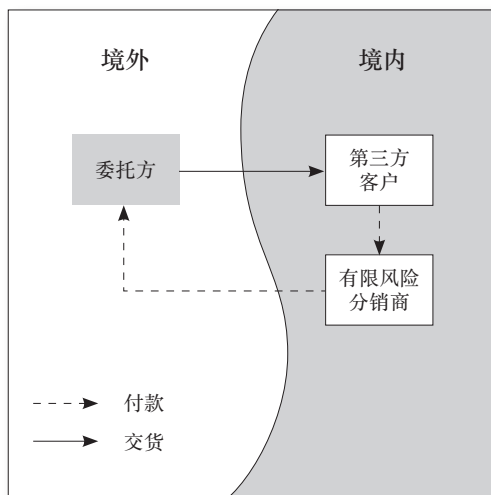 境外
境内
委托方
第三方
客户
有限风险
分销商
付款
交货